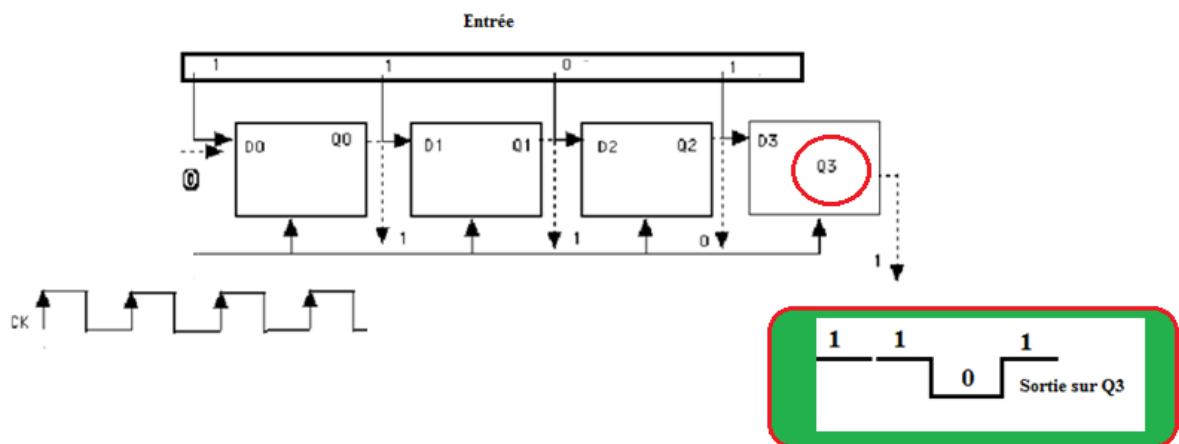 Entrée
1 1 0 1
D0 Q0 D1 Q1 D2 Q2 D3 Q3
0
1 1 0 1
CK
1 1 0 1
Sortie sur Q3